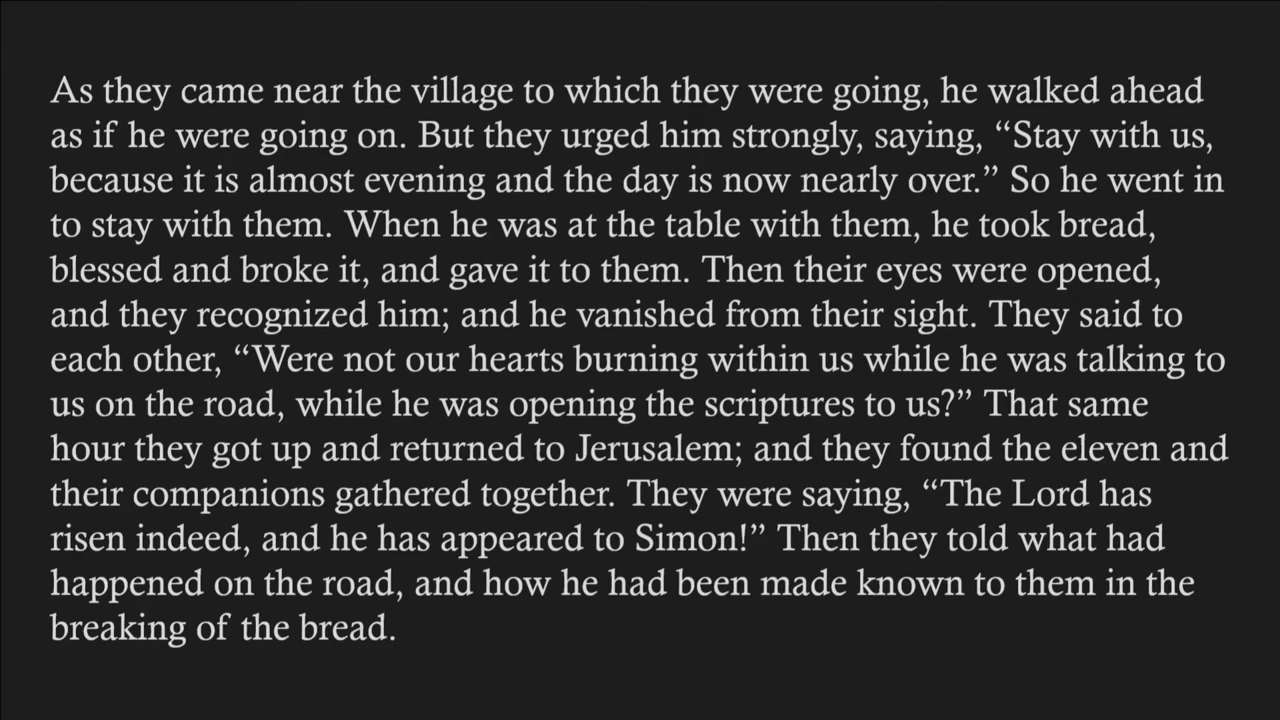 As they came near the village to which they were going, he walked ahead
as if he were going on. But they urged him strongly, saying, “Stay with us,
because it is almost evening and the day is now nearly over.” So he went in
to stay with them. When he was at the table with them, he took bread,
blessed and broke it, and gave it to them. Then their eyes were opened,
and they recognized him; and he vanished from their sight. They said to
each other, “Were not our hearts burning within us while he was talking to
us on the road, while he was opening the scriptures to us?” That same
hour they got up and returned to Jerusalem; and they found the eleven and
their companions gathered together. They were saying, “The Lord has
risen indeed, and he has appeared to Simon!” Then they told what had
happened on the road, and how he had been made known to them in the
breaking of the bread.